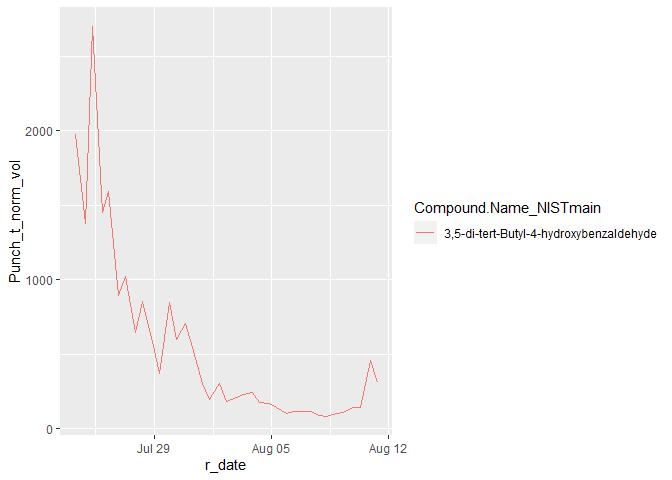 Punch_t_norm_vol
2000
1000
0
Jul 29
Aug 05
Aug 12
r_date
Compound.Name_NISTmain
3,5-di-tert-Butyl-4-hydroxybenzaldehyde